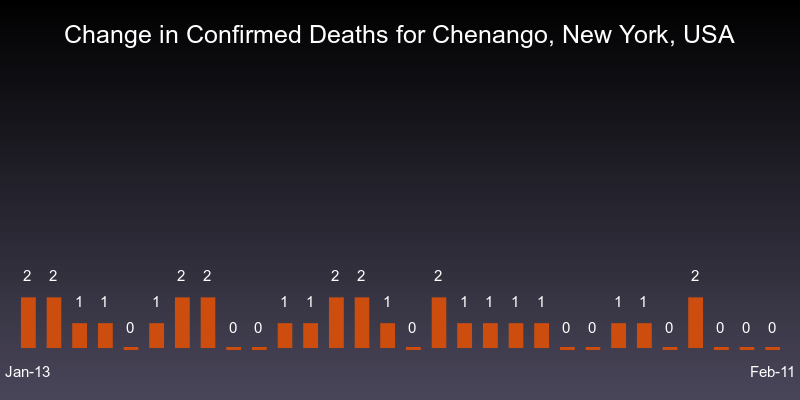 Change in Confirmed Deaths for Chenango, New York, USA
2 2 1 1 0 1 2 2 0 0 1 1 2 2 1 0 2 1 1 1 1 0 0 1 1 0 2 0 0 0
Jan-13 Feb-11